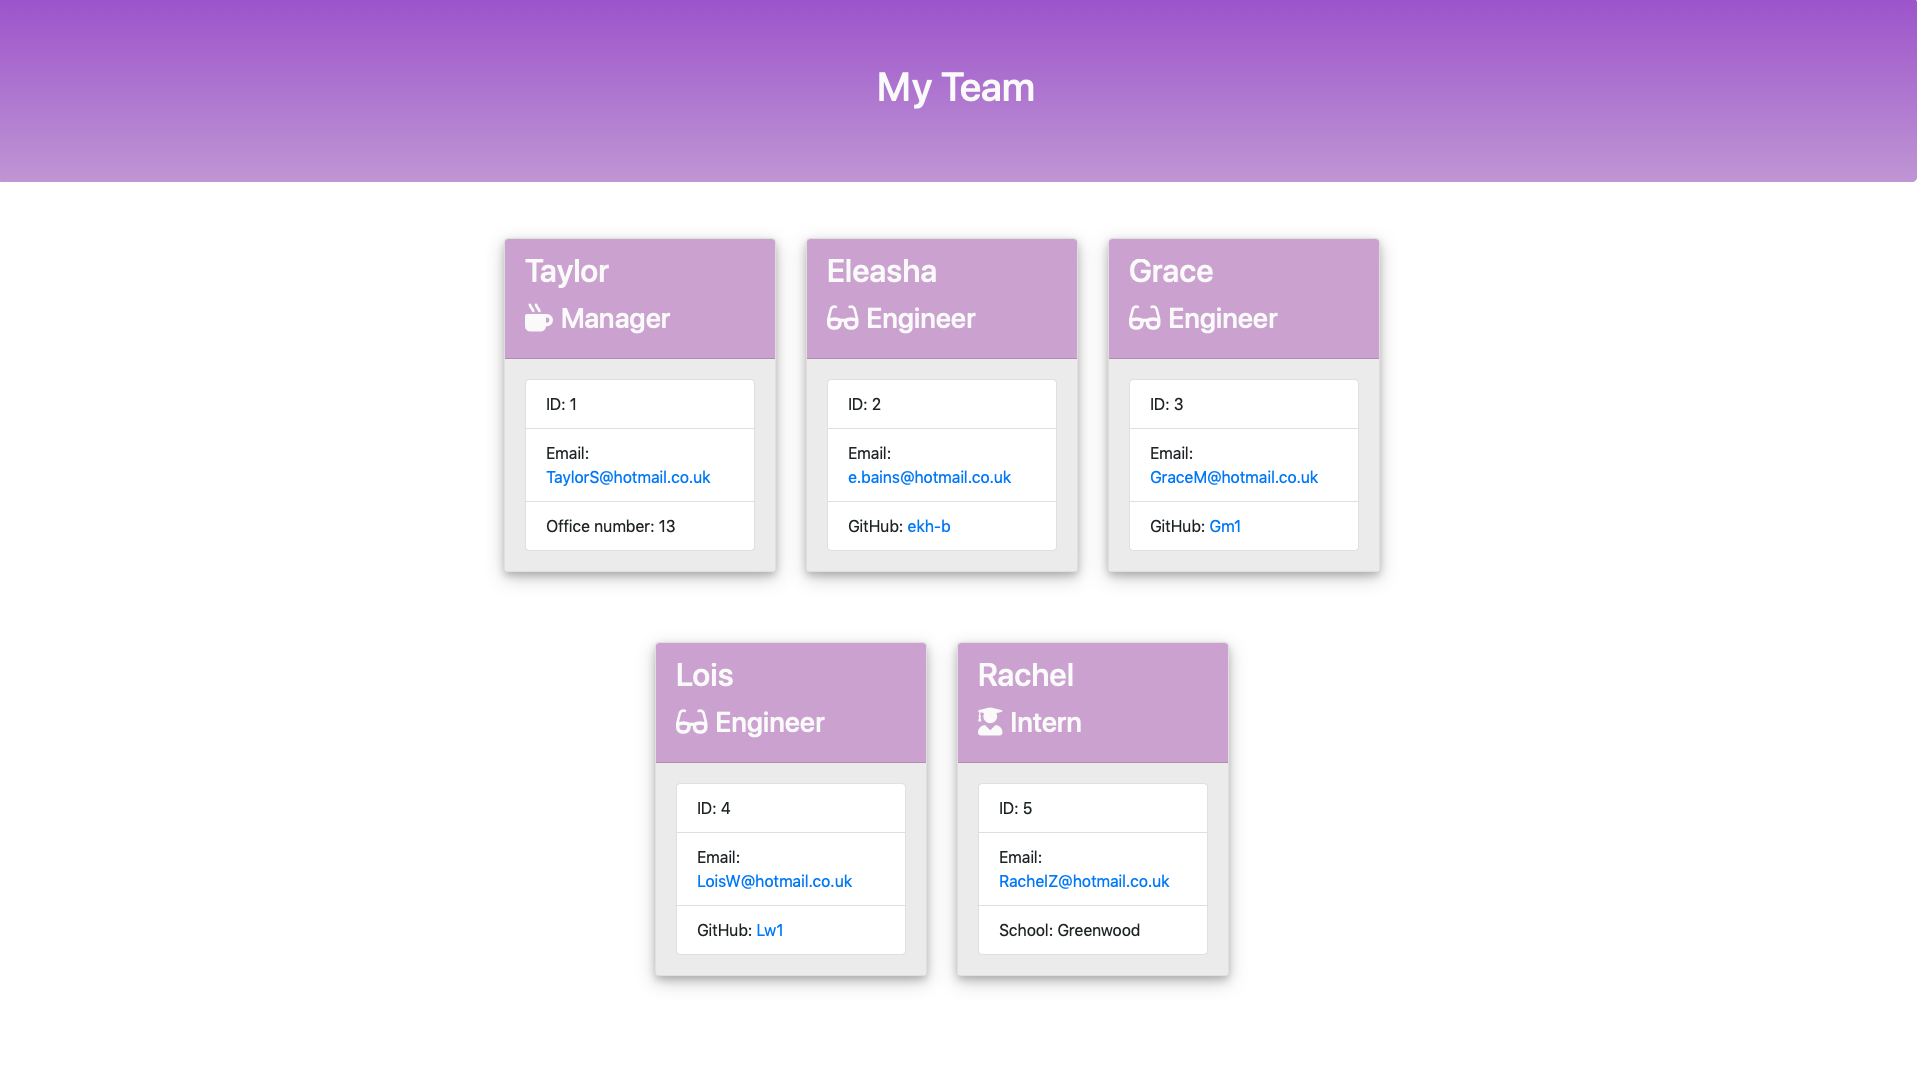 My Team
Taylor
Manager
ID: 1
Email:
TaylorS@hotmail.co.uk
Office number: 13
Eleasha
Engineer
ID: 2
Email:
e.bains@hotmail.co.uk
GitHub: ekh-b
Grace
Engineer
ID: 3
Email:
GraceM@hotmail.co.uk
GitHub: Gm1
Lois
Engineer
ID: 4
Email:
LoisW@hotmail.co.uk
GitHub: Lw1
Rachel
Intern
ID: 5
Email:
RachelZ@hotmail.co.uk
School: Greenwood